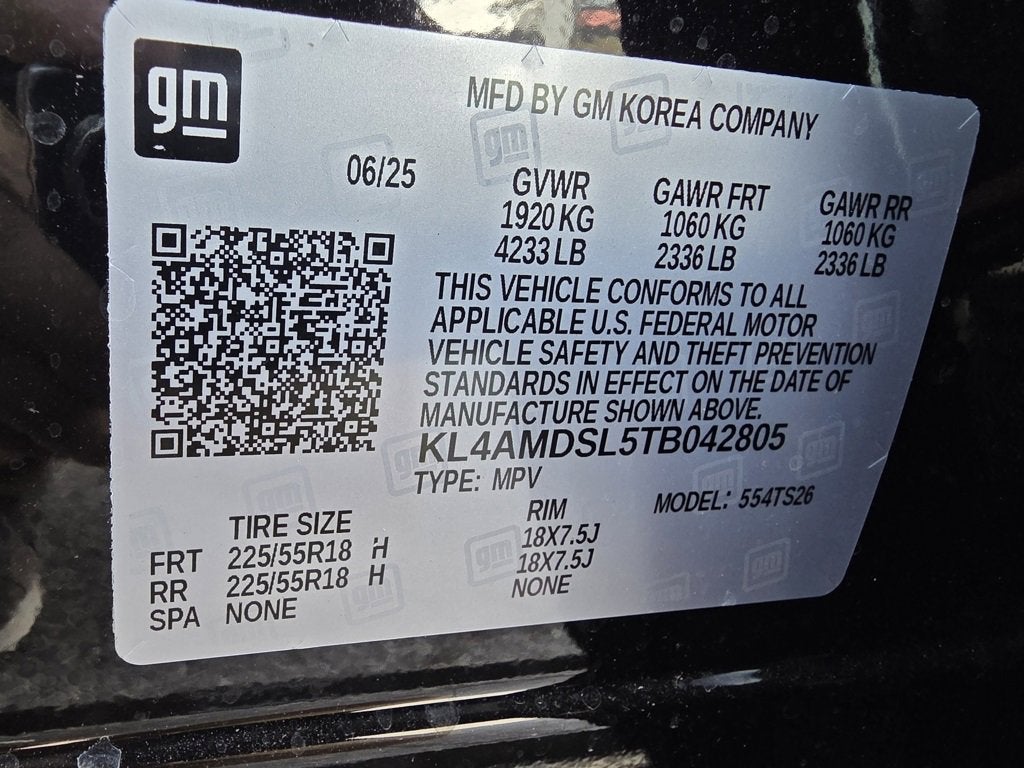 gm
MFD BY GM KOREA COMPANY
06/25
GVWR GAWR FRT GAWR RR
1920 KG 1060 KG 1060 KG
4233 LB 2336 LB 2336 LB
THIS VEHICLE CONFORMS TO ALL
APPLICABLE U.S. FEDERAL MOTOR
VEHICLE SAFETY AND THEFT PREVENTION
STANDARDS IN EFFECT ON THE DATE OF
MANUFACTURE SHOWN ABOVE.
KL4AMDSL5TB042805
TYPE: MPV MODEL: 554TS26
TIRE SIZE RIM
FRT 225/55R18 H 18X7.5J
RR 225/55R18 H 18X7.5J
SPA NONE NONE